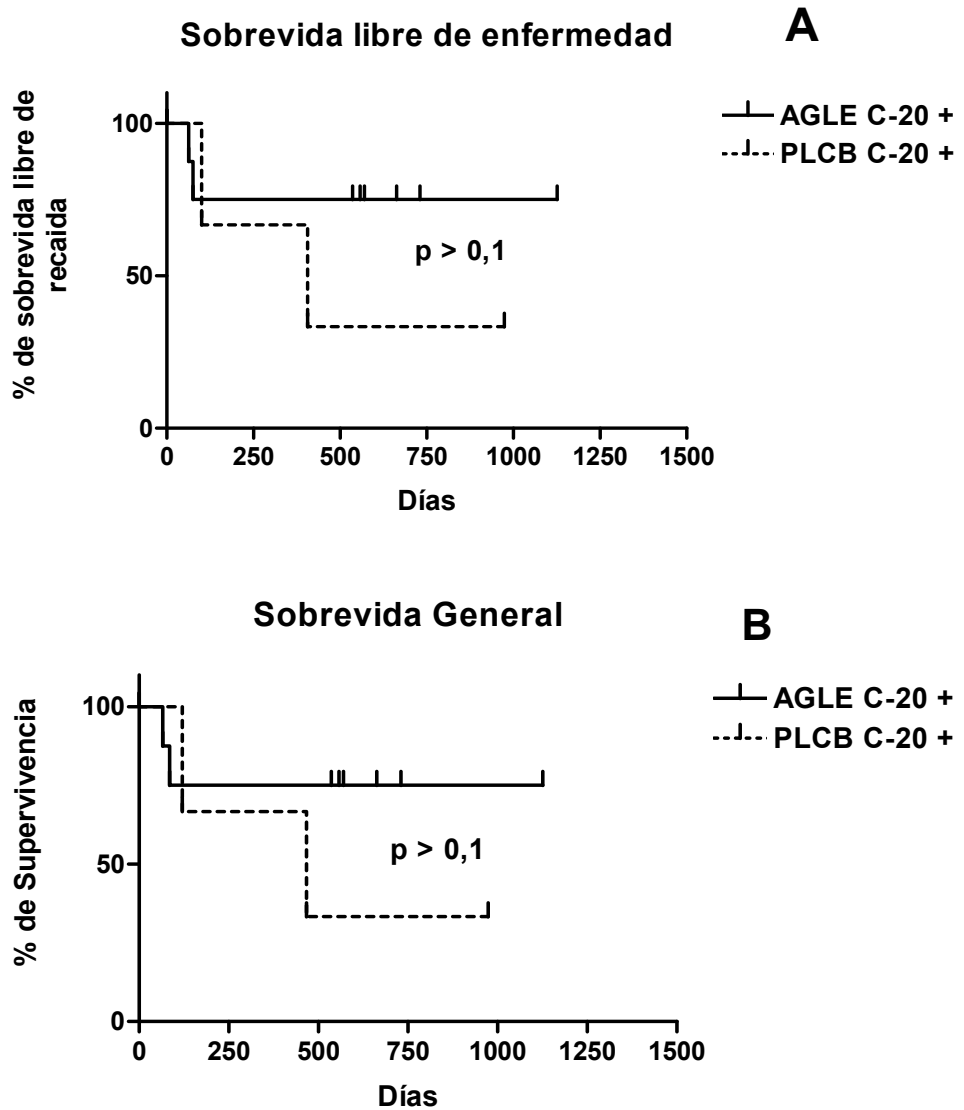 Sobrevida libre de enfermedad
A
AGLE C-20 +
PLCB C-20 +
% de sobrevida libre de
recaida
100
50
0
p > 0,1
0 250 500 750 1000 1250 1500
Días
Sobrevida General
B
AGLE C-20 +
PLCB C-20 +
% de Supervivencia
100
50
0
p > 0,1
0 250 500 750 1000 1250 1500
Días